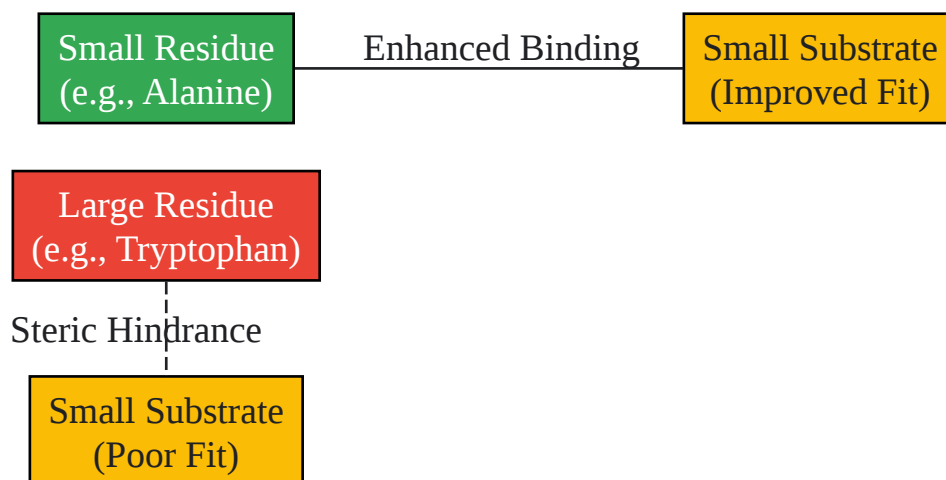 Small Residue
(e.g., Alanine)
Enhanced Binding
Small Substrate
(Improved Fit)
Large Residue
(e.g., Tryptophan)
Steric Hindrance
Small Substrate
(Poor Fit)